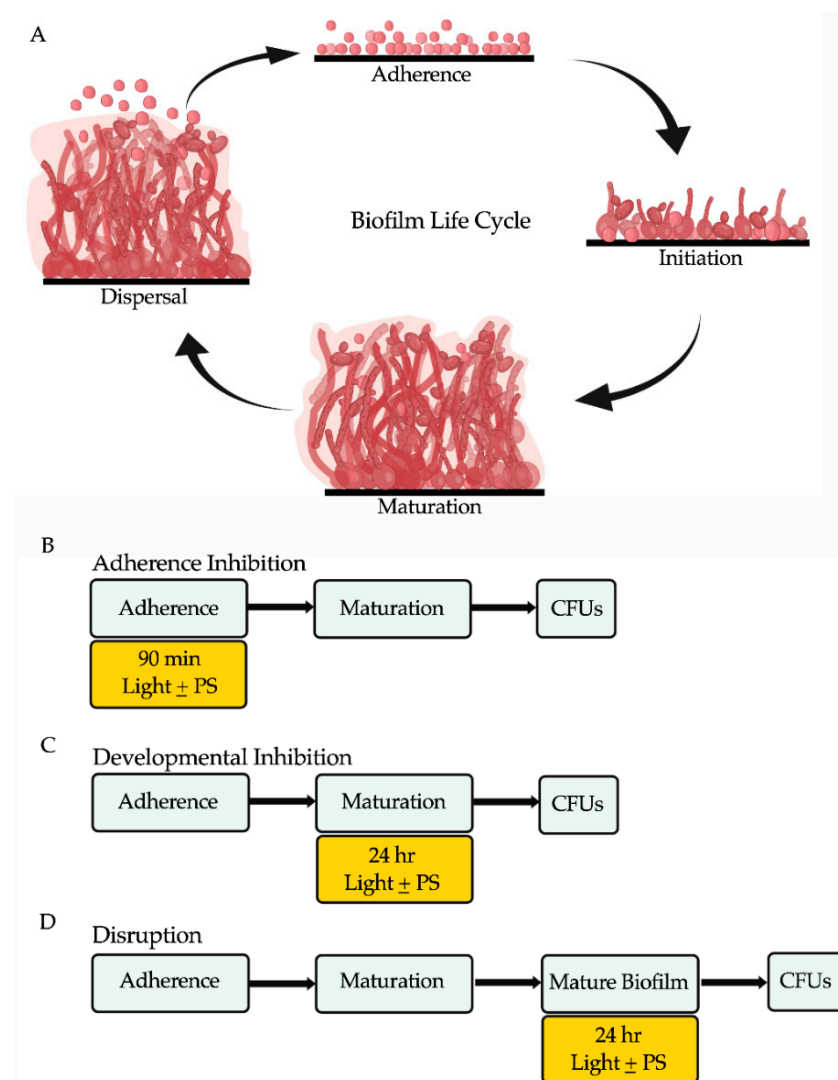 A
Adherence
Biofilm Life Cycle
Initiation
Dispersal
Maturation
B
Adherence Inhibition
Adherence
Maturation
CFUs
90 min
Light ± PS
C
Developmental Inhibition
Adherence
Maturation
CFUs
24 hr
Light ± PS
D
Disruption
Adherence
Maturation
Mature Biofilm
CFUs
24 hr
Light ± PS